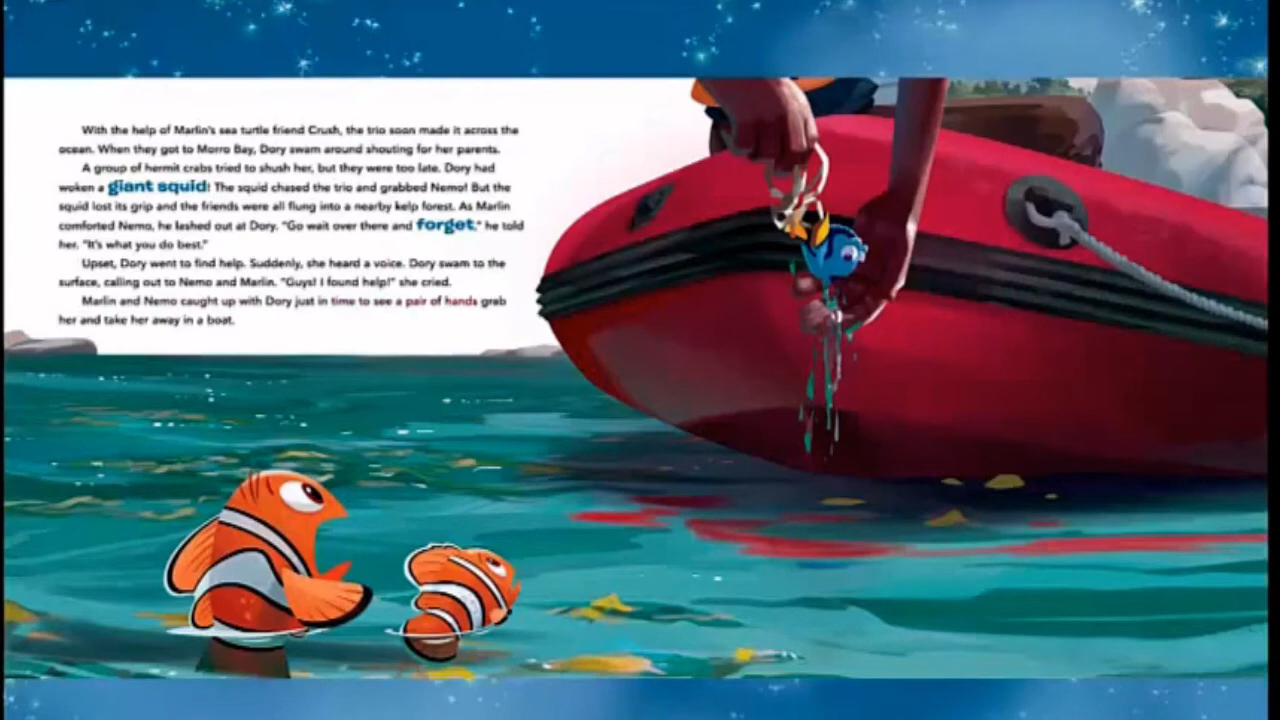 With the help of Marlin's sea turtle friend Crush, the trio soon made it across the
ocean. When they got to Morro Bay, Dory swam around shouting for her parents.
A group of hermit crabs tried to shush her, but they were too late. Dory had
woken a giant squid! The squid chased the trio and grabbed Nemo! But the
squid lost its grip and the friends were all flung into a nearby kelp forest. As Marlin
comforted Nemo, he lashed out at Dory. "Go wait over there and forget," he told
her. "It's what you do best."
Upset, Dory went to find help. Suddenly, she heard a voice. Dory swam to the
surface, calling out to Nemo and Marlin. "Guys! I found help!" she cried.
Marlin and Nemo caught up with Dory just in time to see a pair of hands grab
her and take her away in a boat.